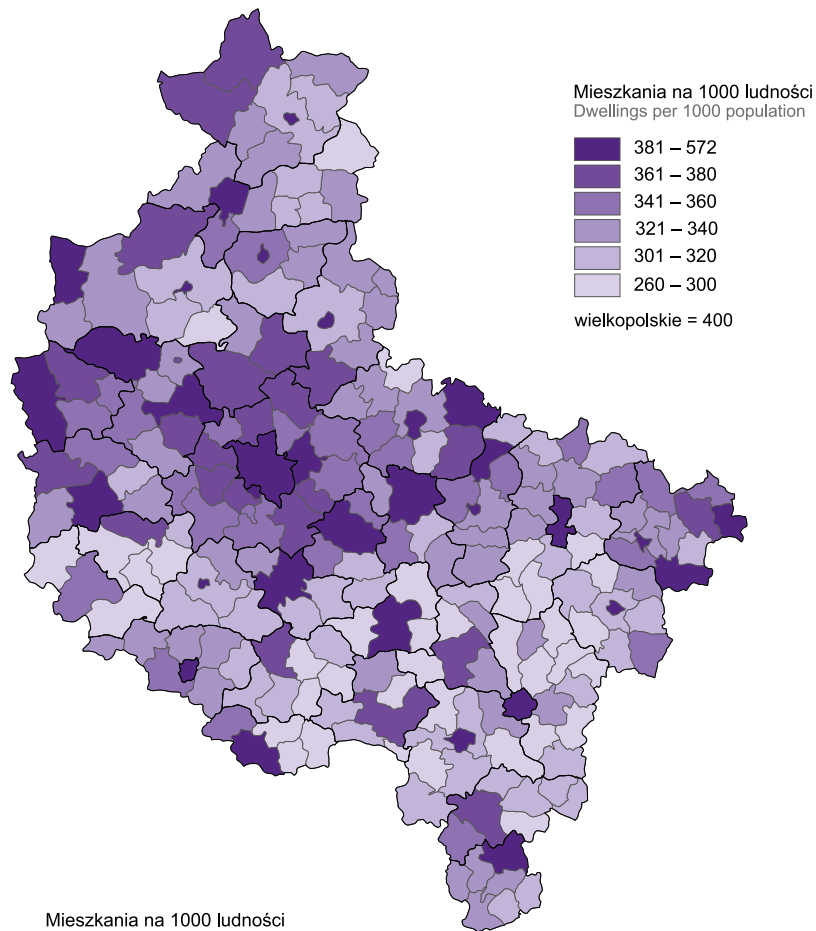 Mieszkania na 1000 ludności
Dwellings per 1000 population
381 – 572
361 – 380
341 – 360
321 – 340
301 – 320
260 – 300
wielkopolskie = 400
Mieszkania na 1000 ludności